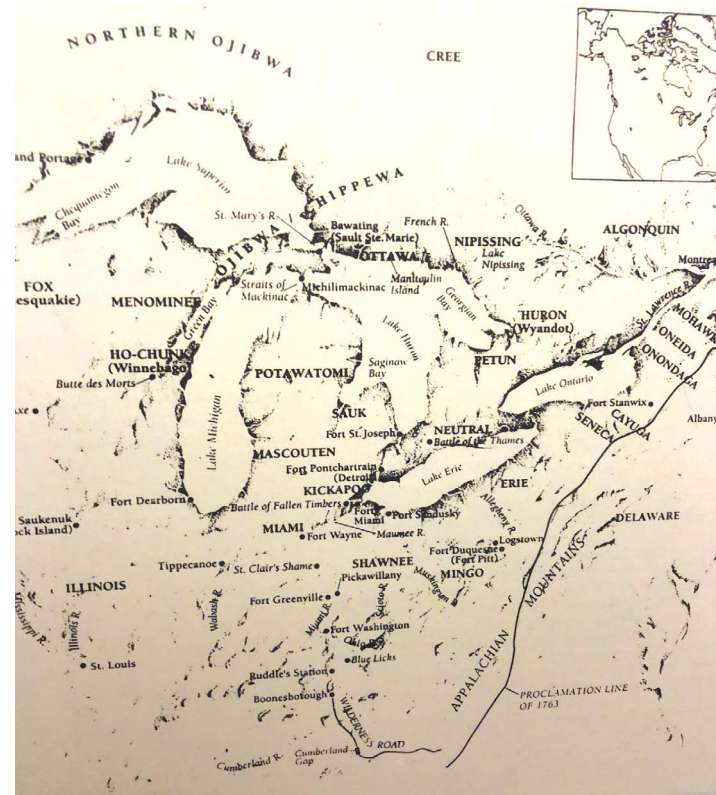 NORTHERN OJIBWA
CREE
and Portage
Lake Superior
Chequamegon
Bay
OJIBWA / CHIPPEWA
St. Mary's R.
Bawating
(Sault Ste. Marie)
French R.
Ottawa R.
ALGONQUIN
NIPISSING
Lake
Nipissing
Montrea
OTTAWA
Manitoulin
Island
Straits of
Mackinac
Michilimackinac
FOX
esquakie)
MENOMINEE
Green Bay
Georgian
Bay
HURON
(Wyandot)
St. Lawrence R.
MOHAWK
ONEIDA
ONONDAGA
HO-CHUNK
(Winnebago)
Butte des Morts
Lake Huron
PETUN
POTAWATOMI
Saginaw
Bay
Lake Ontario
Fort Stanwix
CAYUGA
SENECA
Albany
axe
SAUK
Lake Michigan
Fort St. Joseph
NEUTRAL
Battle of the Thames
MASCOUTEN
Fort Pontchartrain
(Detroit)
Lake Erie
ERIE
KICKAPOO
Fort Dearborn
Battle of Fallen Timbers
Fort
Miami
Fort Sandusky
Allegheny R.
Saukenuk
ock Island)
MIAMI
Fort Wayne
Maumee R.
Logstown
Fort Duquesne
(Fort Pitt)
DELAWARE
Tippecanoe
St. Clair's Shame
SHAWNEE
Pickawillany
MINGO
Muskingum
ILLINOIS
Fort Greenville
Wabash R.
Miami R.
Scioto R.
Mississippi R.
Illinois R.
Fort Washington
Ohio R.
St. Louis
Blue Licks
Ruddle's Station
Boonesborough
APPALACHIAN MOUNTAINS
PROCLAMATION LINE
OF 1763
WILDERNESS ROAD
Cumberland R.
Cumberland
Gap